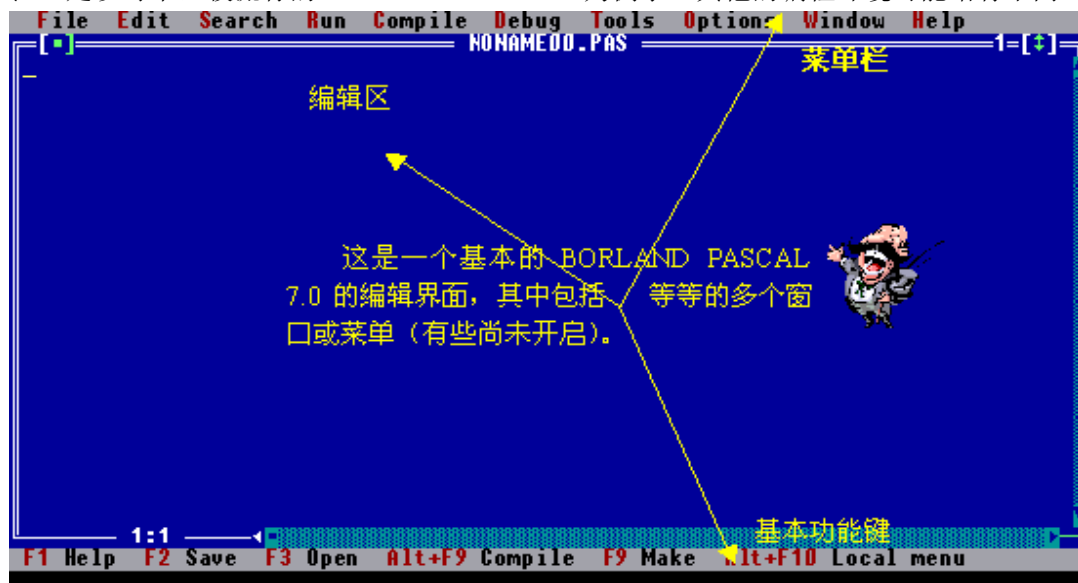 File Edit Search Run Compile Debug Tools Options Window Help
NONAME00.PAS 1=[↕]
菜单栏
编辑区
这是一个基本的 BORLAND PASCAL
7.0 的编辑界面，其中包括 等等的多个窗
口或菜单（有些尚未开启）。
基本功能键
1:1
F1 Help F2 Save F3 Open Alt+F9 Compile F9 Make Alt+F10 Local menu